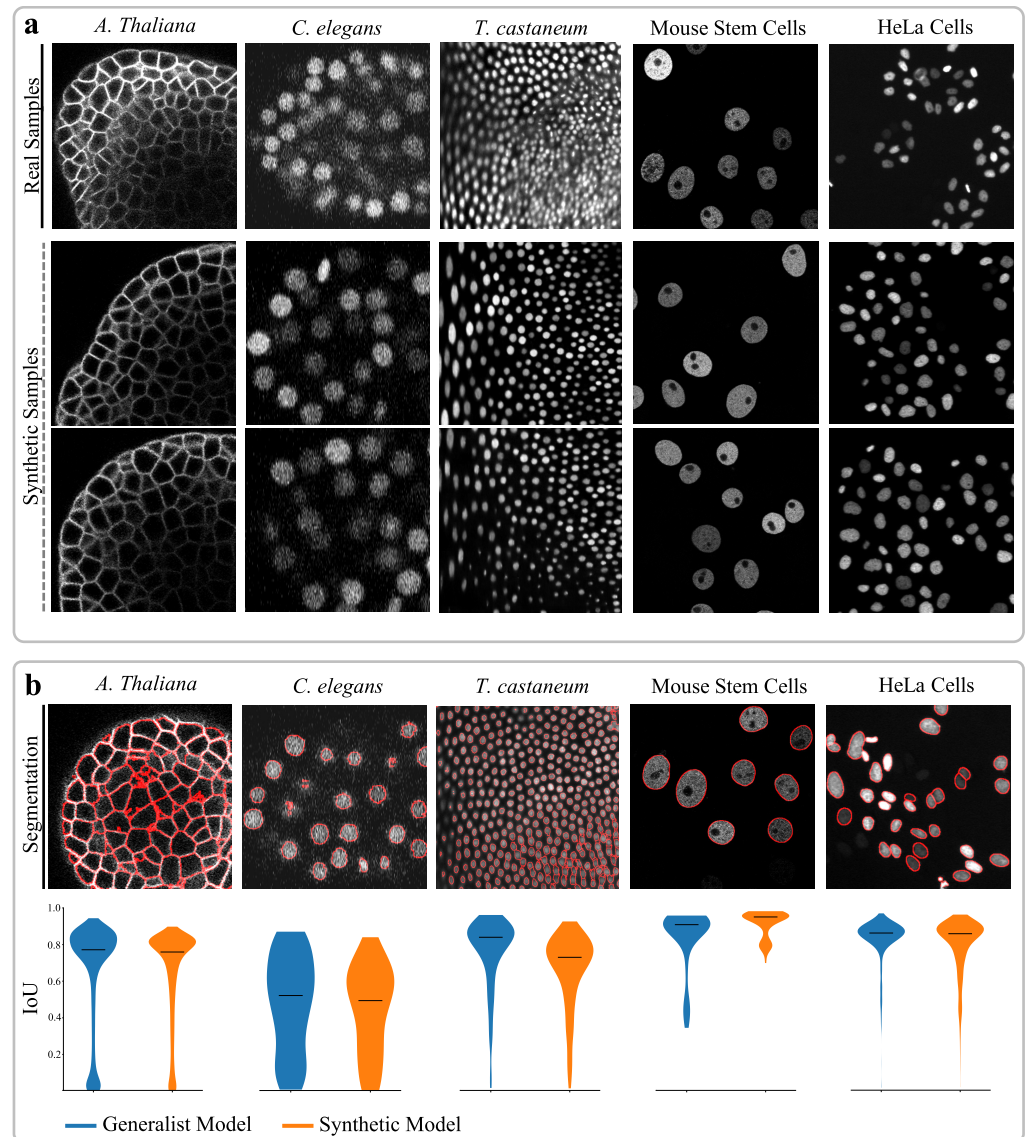 a
A. Thaliana C. elegans T. castaneum Mouse Stem Cells HeLa Cells
Real Samples
Synthetic Samples
b
A. Thaliana C. elegans T. castaneum Mouse Stem Cells HeLa Cells
Segmentation
IoU
1.0
0.8
0.6
0.4
0.2
Generalist Model Synthetic Model